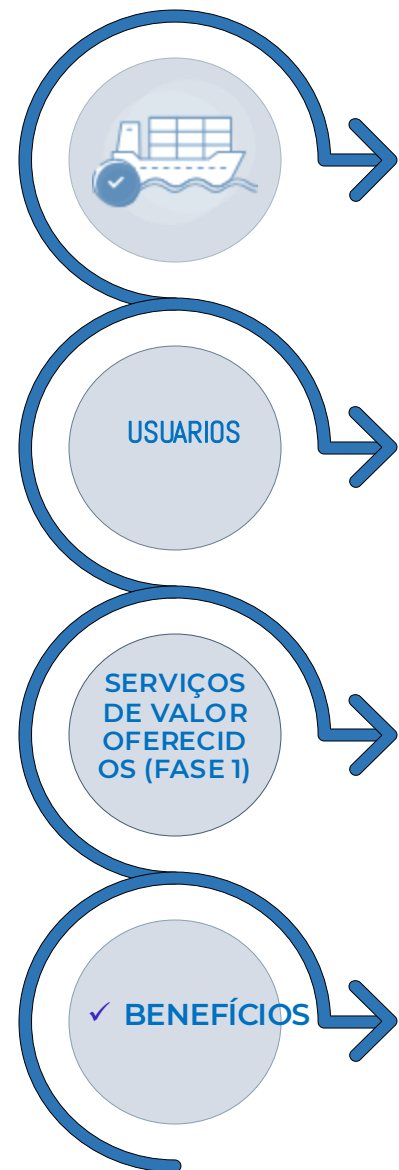 USUARIOS
SERVIÇOS
DE VALOR
OFERECID
OS (FASE 1)
✓ BENEFÍCIOS